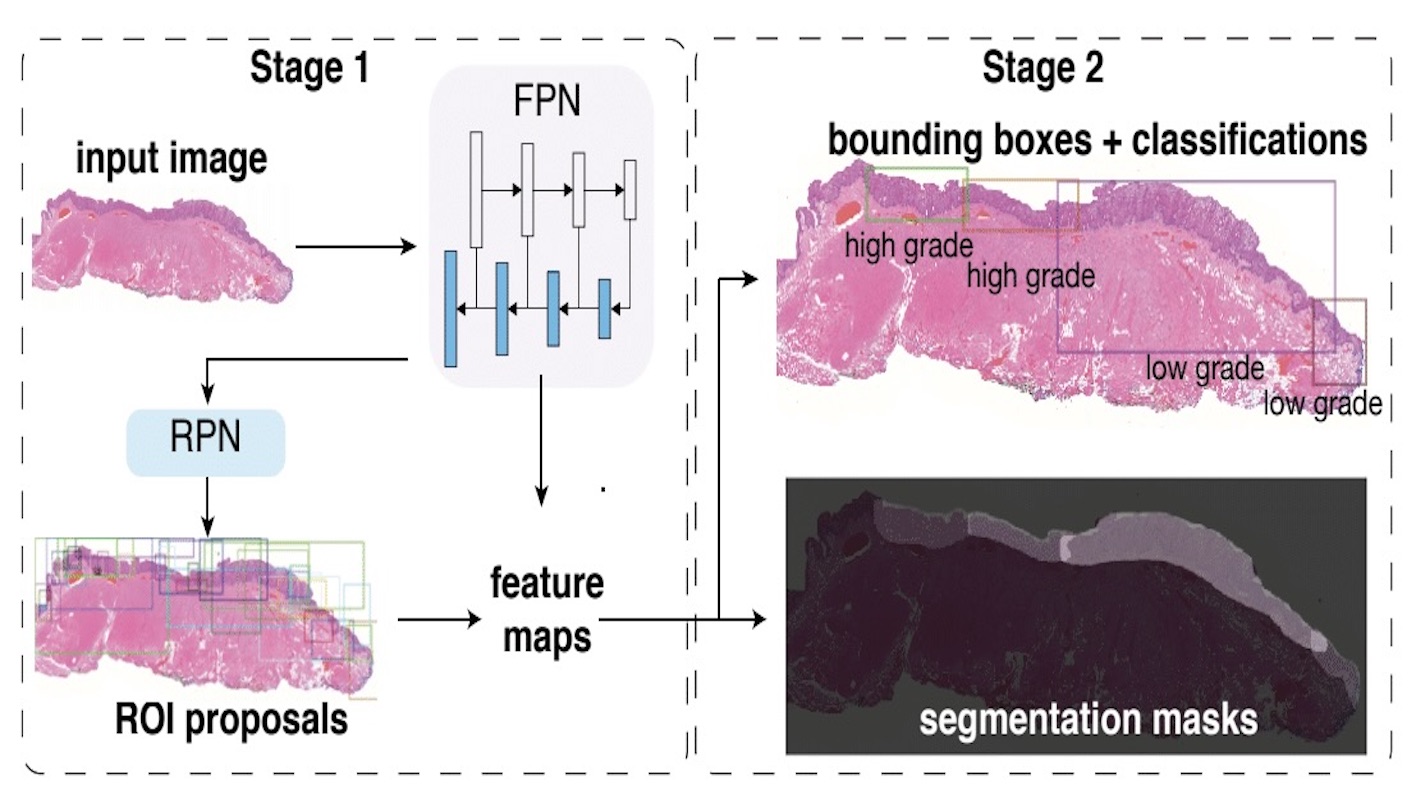 Stage 1
FPN
input image
RPN
ROI proposals
feature
maps
Stage 2
bounding boxes + classifications
high grade
high grade
low grade
low grade
segmentation masks